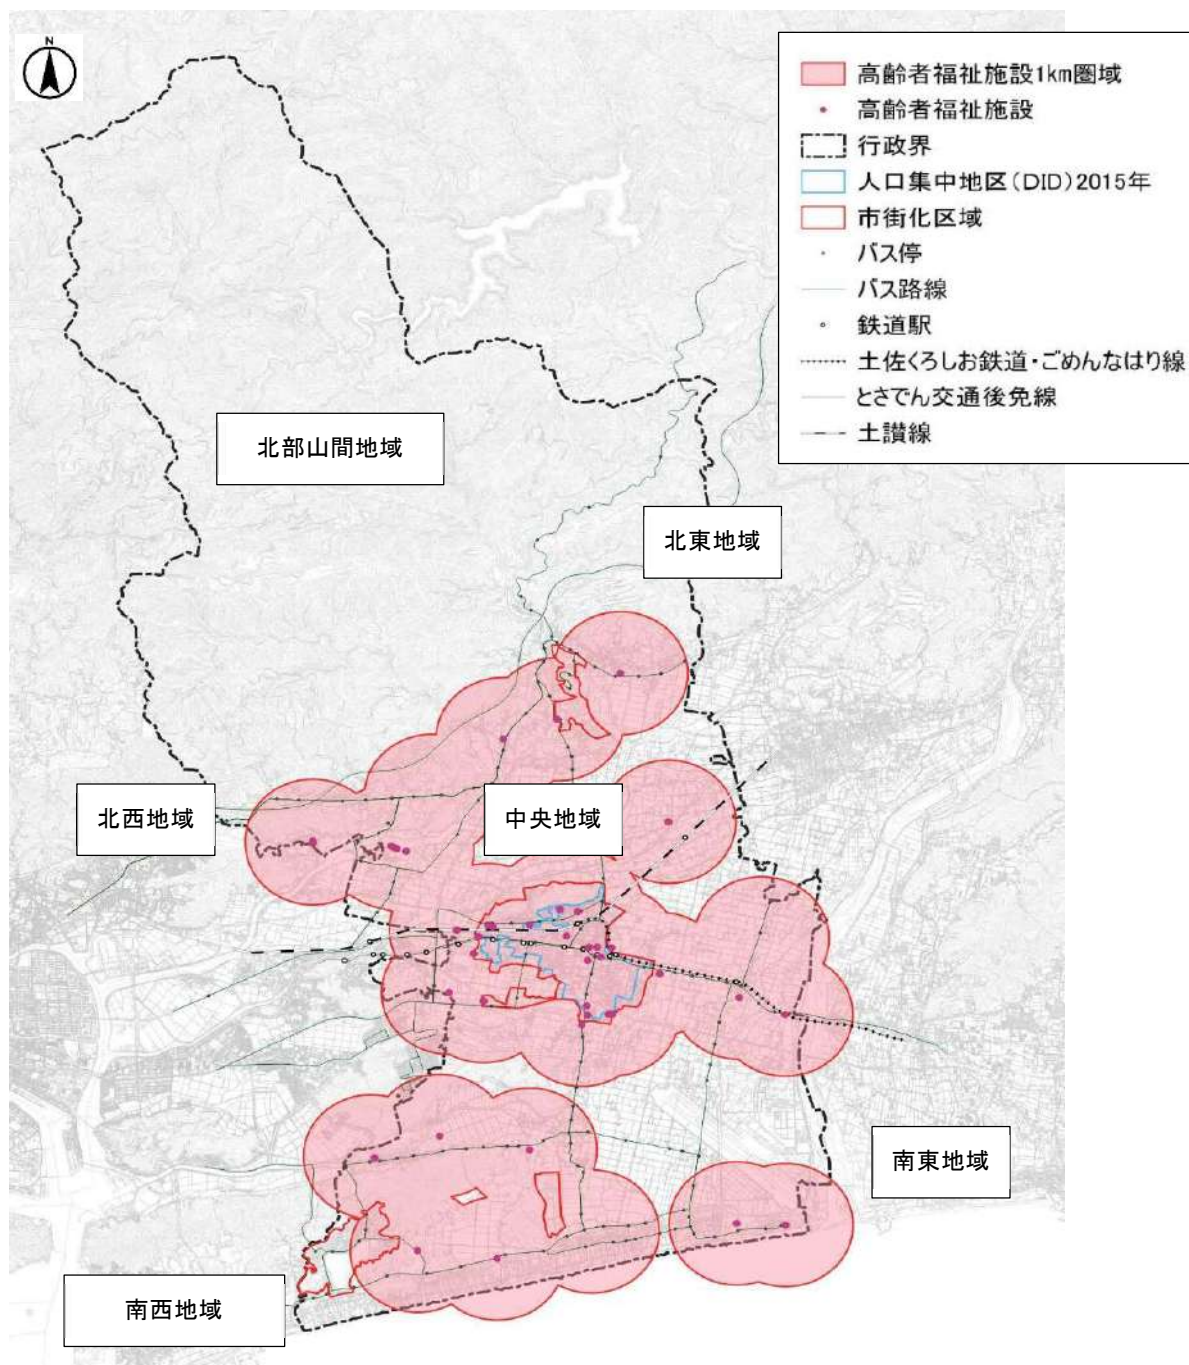 N
高齢者福祉施設1km圏域
高齢者福祉施設
行政界
人口集中地区(DID)2015年
市街化区域
バス停
バス路線
鉄道駅
土佐くろしお鉄道・ごめんなはり線
とさでん交通後免線
土讃線
北部山間地域
北東地域
北西地域
中央地域
南東地域
南西地域